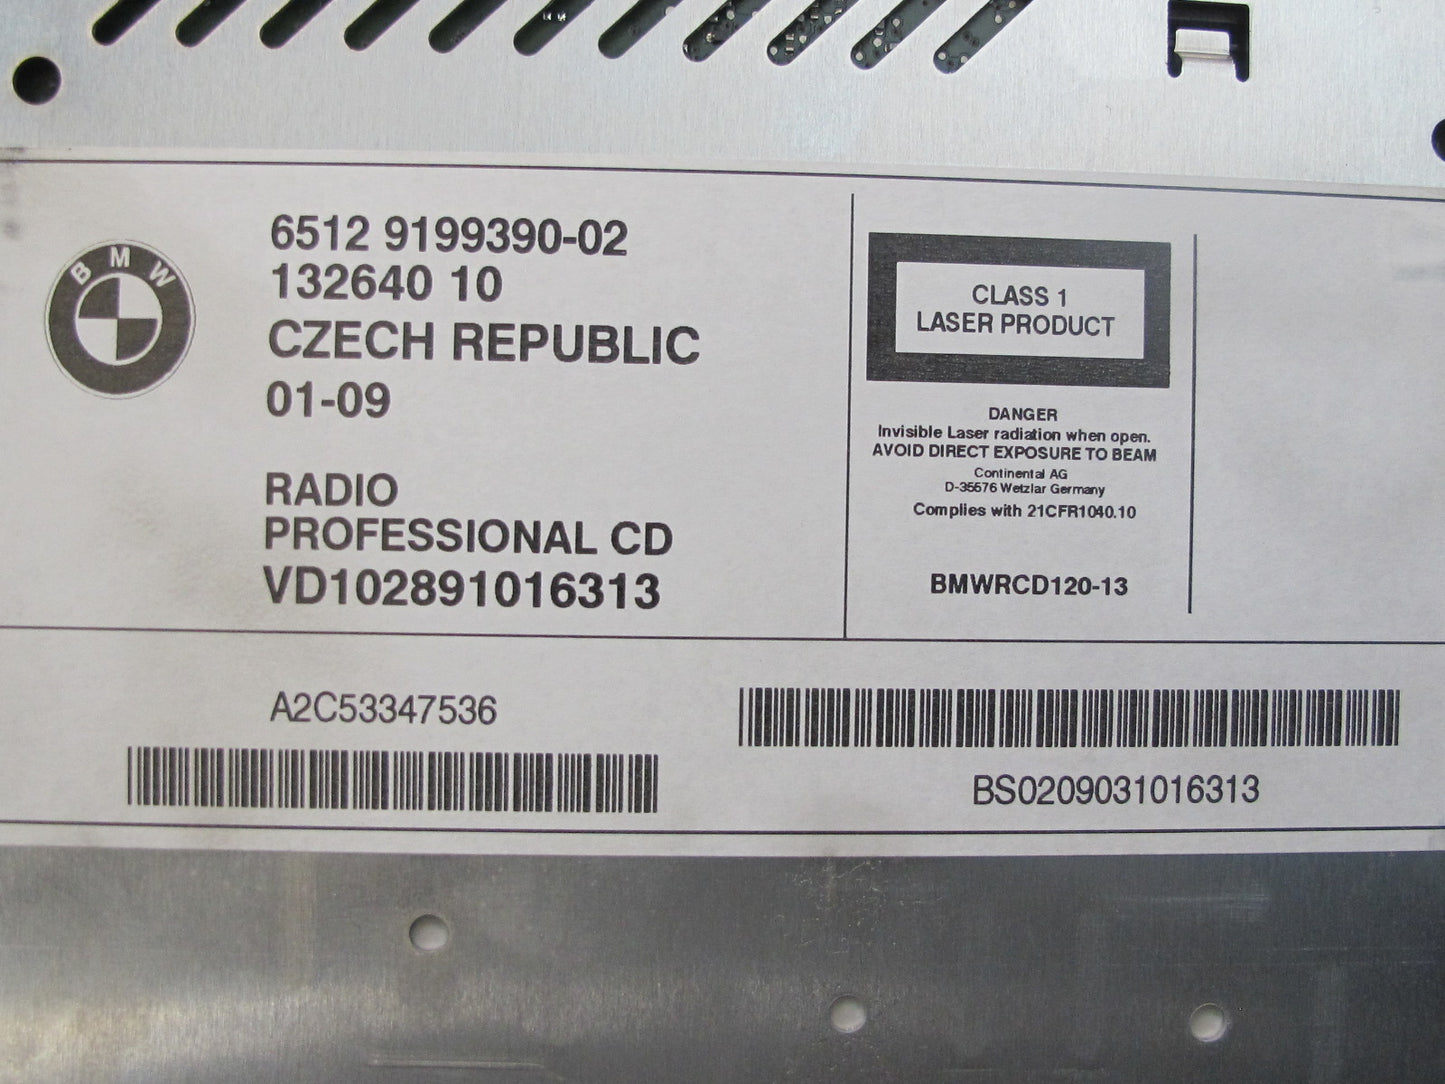 BMW
6512 9199390-02
132640 10
CZECH REPUBLIC
01-09
RADIO
PROFESSIONAL CD
VD102891016313
CLASS 1
LASER PRODUCT
DANGER
Invisible Laser radiation when open.
AVOID DIRECT EXPOSURE TO BEAM
Continental AG
D-35576 Wetzlar Germany
Complies with 21CFR1040.10
BMWRCD120-13
A2C53347536
BS0209031016313